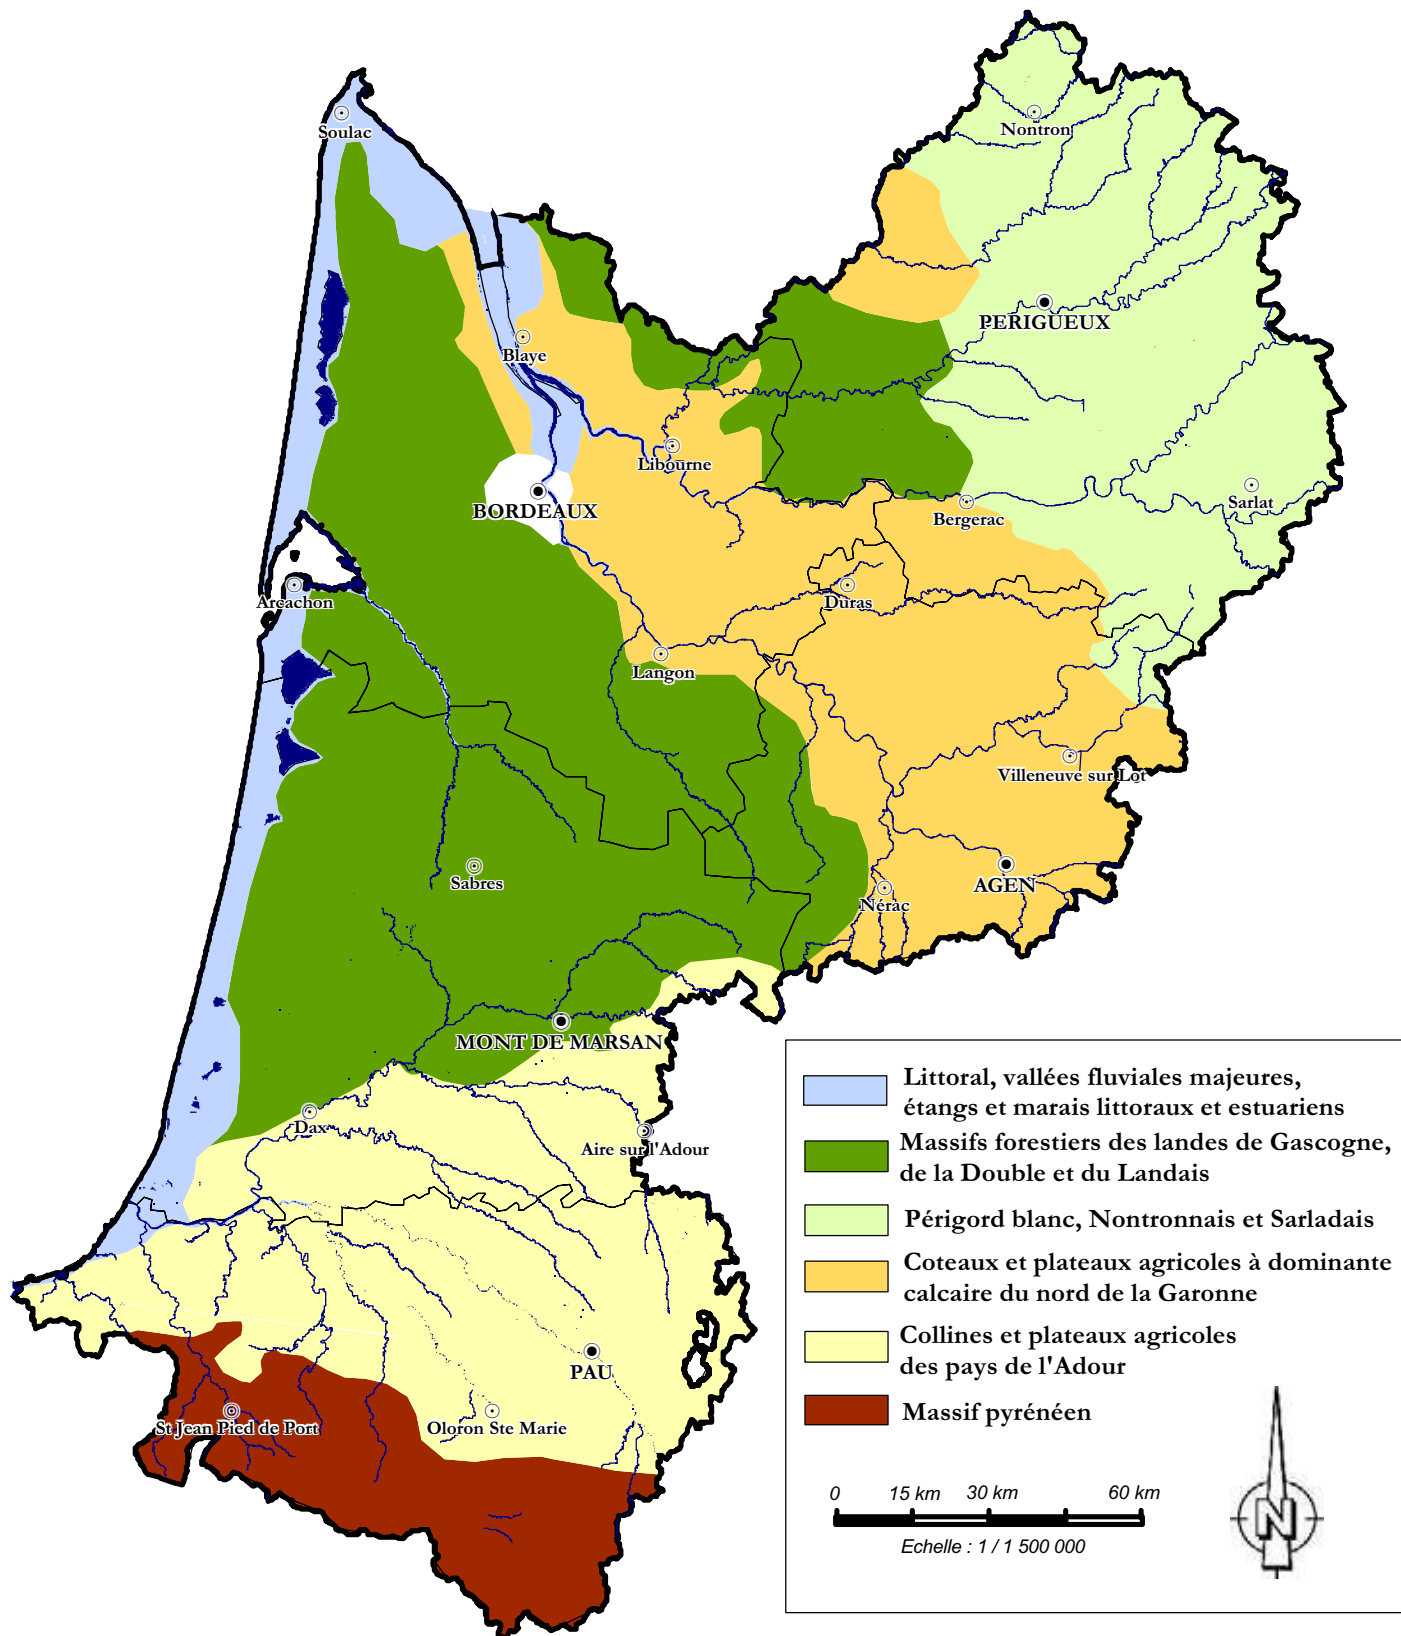 Soulac
Nontron
PERIGUEUX
Blaye
Libourne
BORDEAUX
Bergerac
Sarlat
Arcachon
Duras
Langon
Villeneuve sur Lot
Sabres
Nérac
AGEN
MONT DE MARSAN
Dax
Aire sur l'Adour
PAU
St Jean Pied de Port
Oloron Ste Marie
Littoral, vallées fluviales majeures,
étangs et marais littoraux et estuariens
Massifs forestiers des landes de Gascogne,
de la Double et du Landais
Périgord blanc, Nontronnais et Sarladais
Coteaux et plateaux agricoles à dominante
calcaire du nord de la Garonne
Collines et plateaux agricoles
des pays de l'Adour
Massif pyrénéen
0 15 km 30 km 60 km
Echelle : 1 / 1 500 000
N